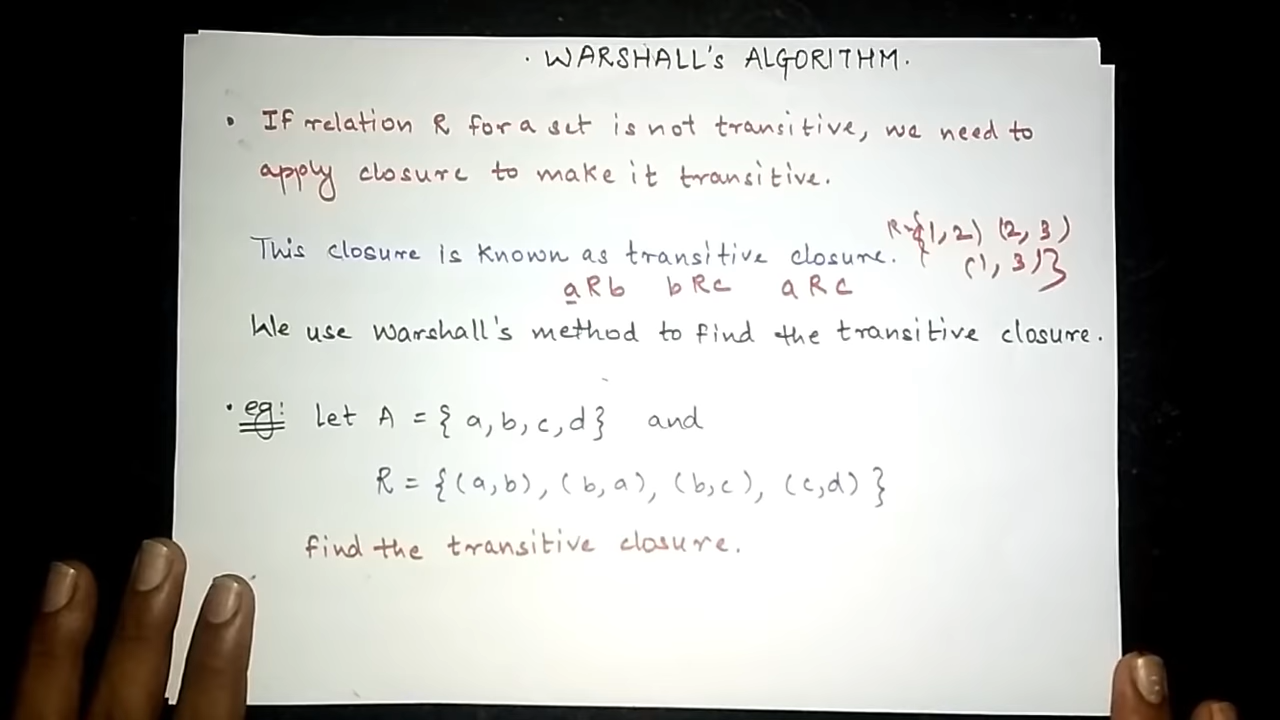 . WARSHALL's ALGORITHM.
• If relation R for a set is not transitive, we need to
apply closure to make it transitive.
This closure is known as transitive closure.
R={(1,2) (2,3)
(1,3)}
aRb bRc aRc
We use Warshall's method to find the transitive closure.
• eg: Let A = {a,b,c,d} and
R = {(a,b), (b,a), (b,c), (c,d)}
find the transitive closure.